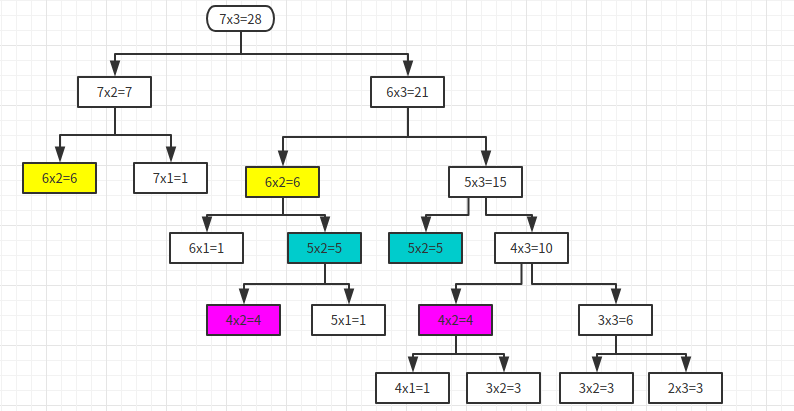 7x3=28
7x2=7
6x3=21
6x2=6
7x1=1
6x2=6
5x3=15
6x1=1
5x2=5
5x2=5
4x3=10
4x2=4
5x1=1
4x2=4
3x3=6
4x1=1
3x2=3
3x2=3
2x3=3